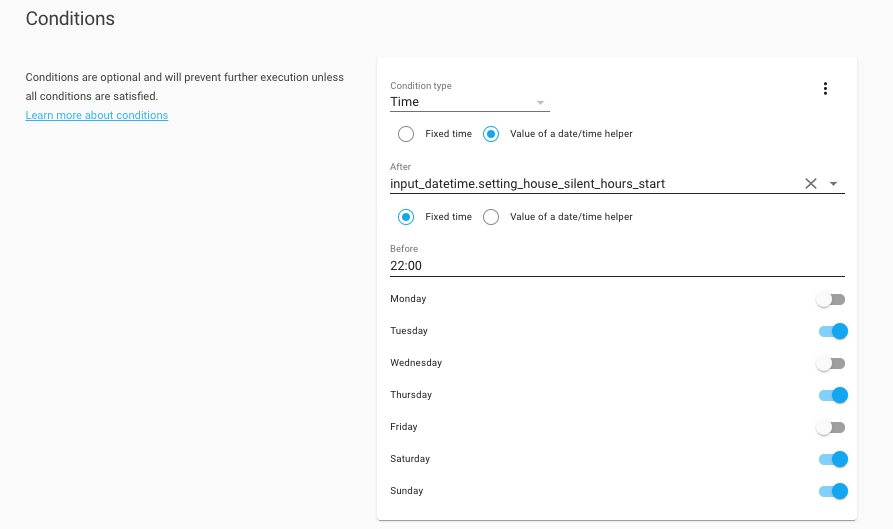 Conditions
Conditions are optional and will prevent further execution unless
all conditions are satisfied.
Learn more about conditions
Condition type
Time
Fixed time
Value of a date/time helper
After
input_datetime.setting_house_silent_hours_start
Fixed time
Value of a date/time helper
Before
22:00
Monday
Tuesday
Wednesday
Thursday
Friday
Saturday
Sunday